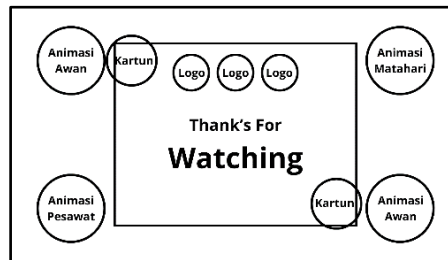 Animasi
Awan
Kartun
Logo
Logo
Logo
Animasi
Matahari
Thank's For
Watching
Animasi
Pesawat
Kartun
Animasi
Awan